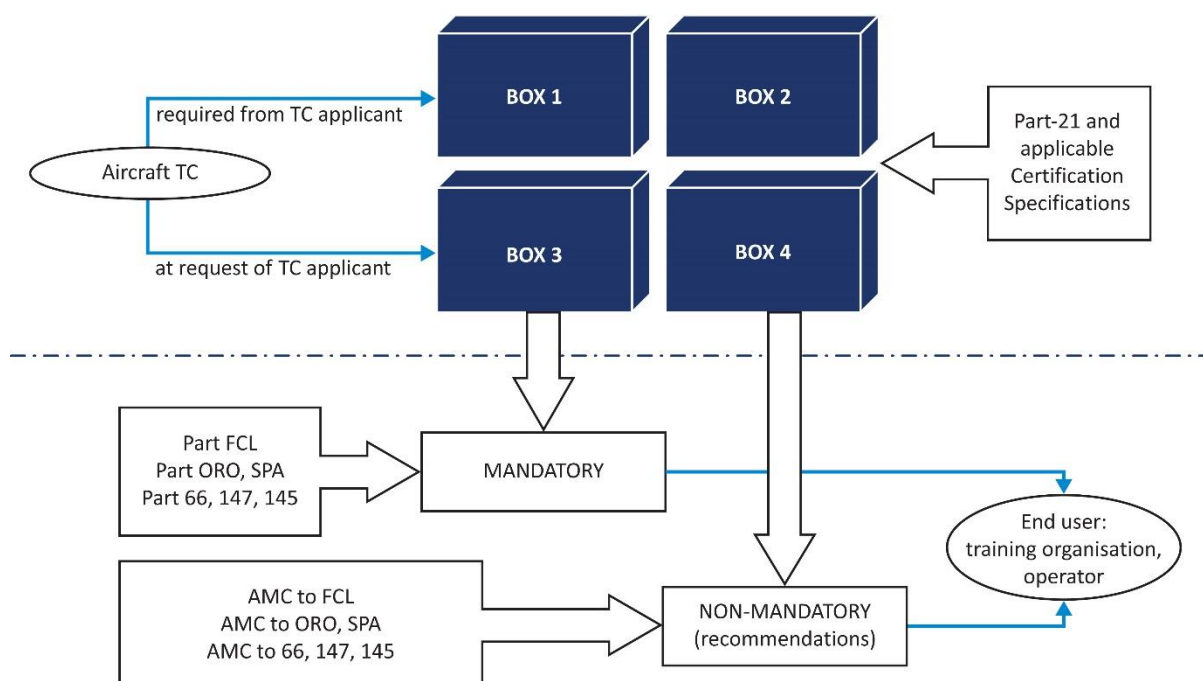 BOX 1
BOX 2
required from TC applicant
Aircraft TC
Part-21 and
applicable
Certification
Specifications
BOX 3
BOX 4
at request of TC applicant
Part FCL
Part ORO, SPA
Part 66, 147, 145
MANDATORY
End user:
training organisation,
operator
AMC to FCL
AMC to ORO, SPA
AMC to 66, 147, 145
NON-MANDATORY
(recommendations)